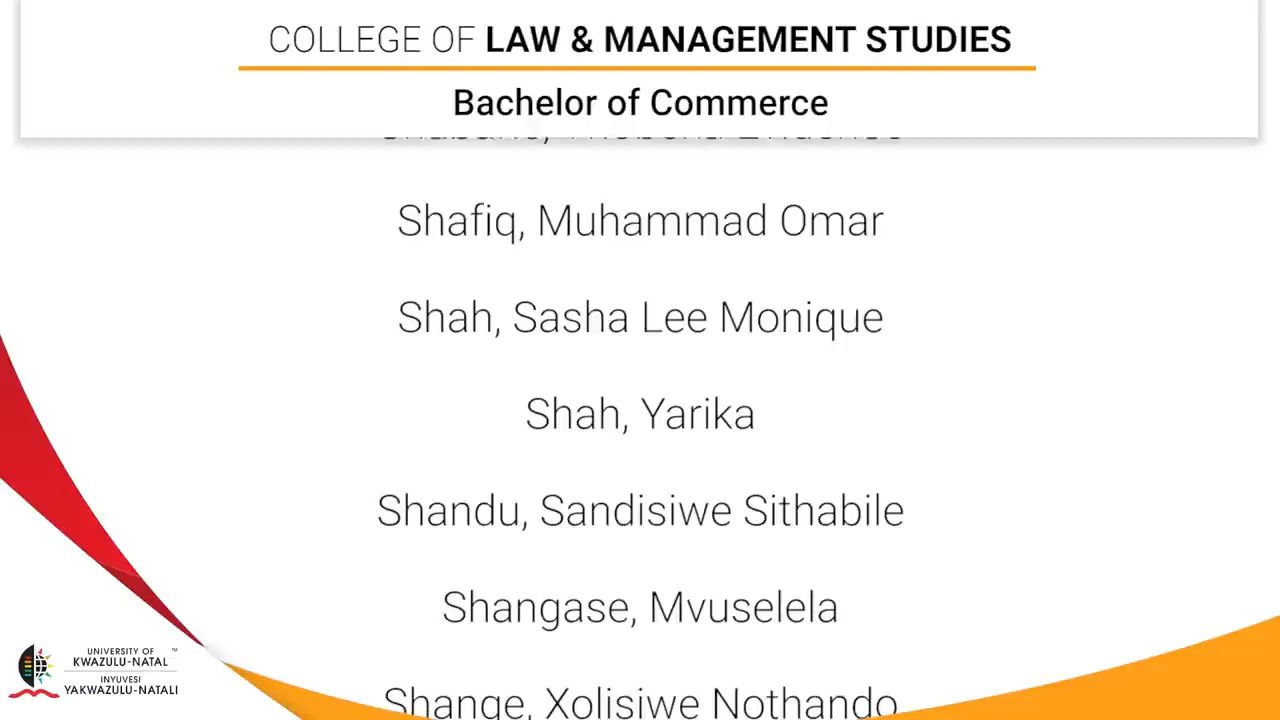 COLLEGE OF LAW & MANAGEMENT STUDIES
Bachelor of Commerce
Shafiq, Muhammad Omar
Shah, Sasha Lee Monique
Shah, Yarika
Shandu, Sandisiwe Sithabile
Shangase, Mvuselela
Shange, Xolisiwe Nothando
UNIVERSITY OF ™
KWAZULU-NATAL
INYUVESI
YAKWAZULU-NATALI